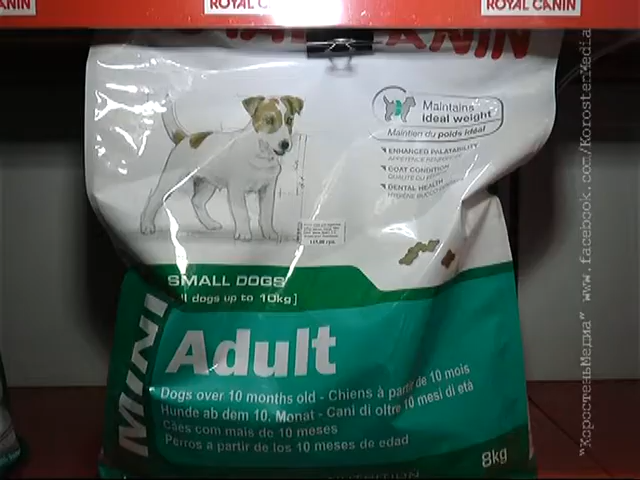 ROYAL CANIN
ROYAL CANIN
CANIN
Maintains
ideal weight
Maintien du poids idéal
ENHANCED PALATABILITY
COAT CONDITION
DENTAL HEALTH
SMALL DOGS
dogs up to 10kg]
MINI
Adult
Dogs over 10 months old - Chiens à partir de 10 mois
Hunde ab dem 10. Monat - Cani di oltre 10 mesi di età
Cães com mais de 10 meses
Perros a partir de los 10 meses de edad
8kg
"КоростеньМедиа" www.facebook.com/KorosterMedia